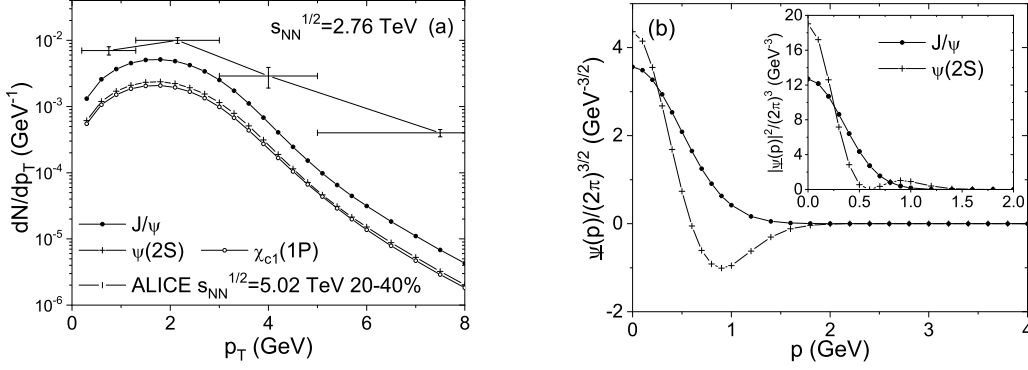 s_NN^1/2=2.76 TeV (a)
10^-2
10^-3
10^-4
10^-5
10^-6
dN/dp_T (GeV^-1)
J/ψ
ψ(2S) χ_c1(1P)
ALICE s_NN^1/2=5.02 TeV 20-40%
0 2 4 6 8
p_T (GeV)
(b)
4
2
0
-2
ψ(p)/(2π)^3/2 (GeV^-3/2)
0 1 2 3 4
p (GeV)
20
16
12
8
4
0
|ψ(p)|^2/(2π)^3 (GeV^-3)
J/ψ
ψ(2S)
0.0 0.5 1.0 1.5 2.0